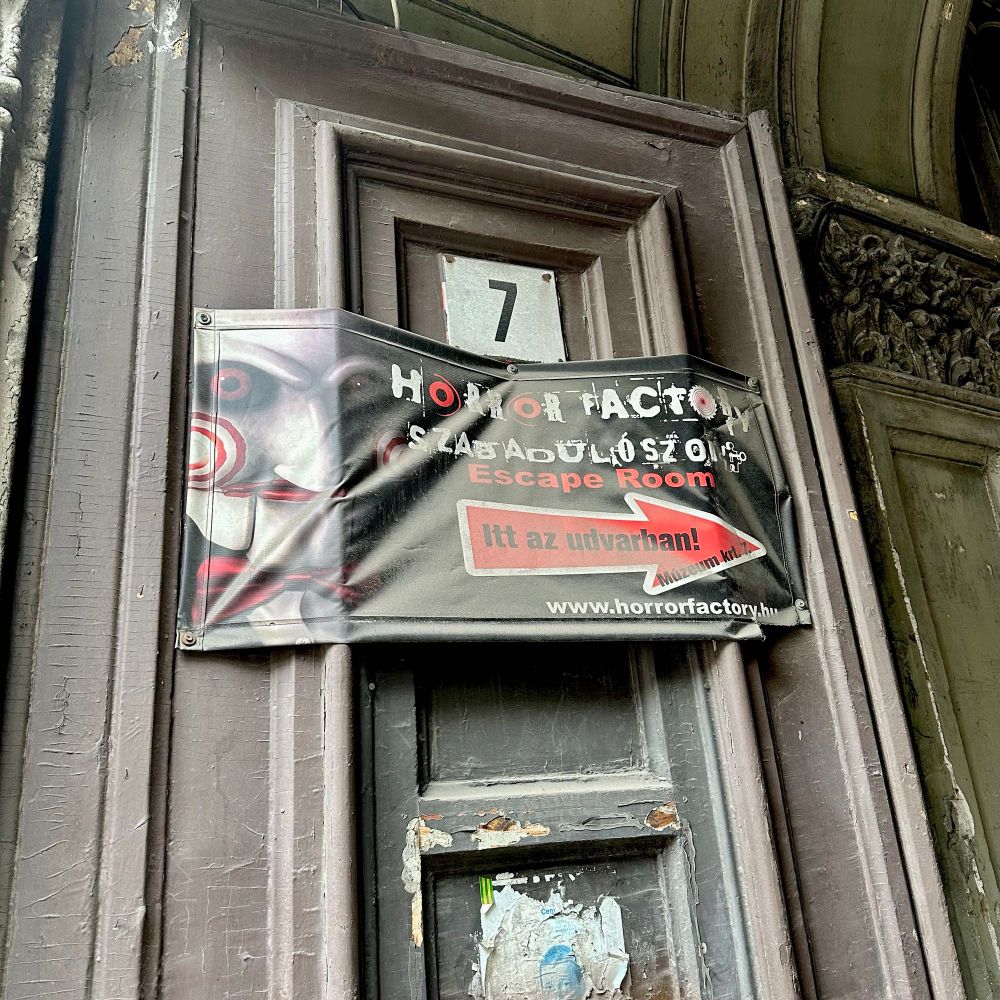 7
HORROR FACTORY
SZABADULÓSZOBA
Escape Room
Itt az udvarban!
Múzeum krt. 7.
www.horrorfactory.hu